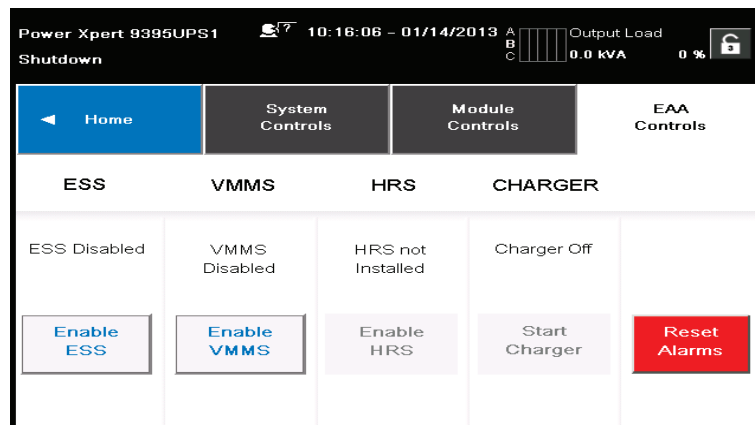 Power Xpert 9395UPS1 ? 10:16:06 - 01/14/2013 A Output Load
B
Shutdown C 0.0 kVA 0 %
◄ Home System Controls Module Controls EAA Controls
ESS VMMS HRS CHARGER
ESS Disabled VMMS Disabled HRS not Installed Charger Off
Enable ESS Enable VMMS Enable HRS Start Charger Reset Alarms